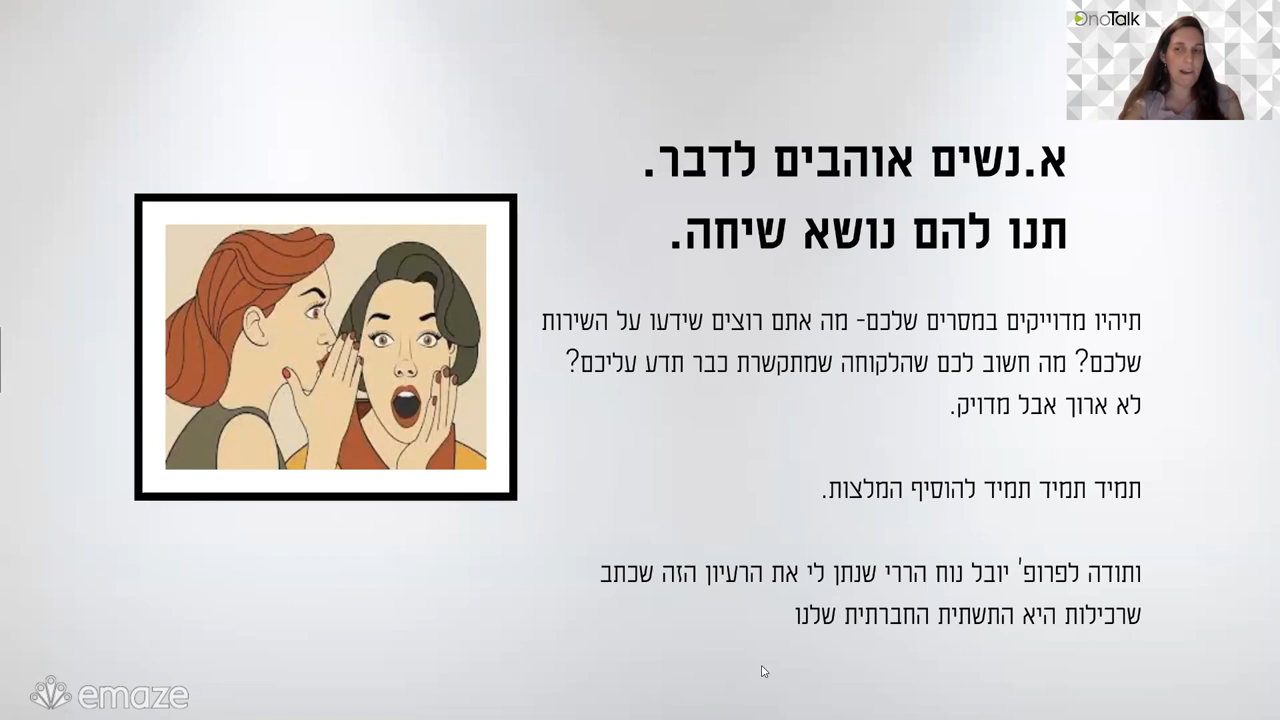 OnoTalk
א.נשים אוהבים לדבר.
תנו להם נושא שיחה.
תיהיו מדוייקים במסרים שלכם- מה אתם רוצים שידעו על השירות
שלכם? מה חשוב לכם שהלקוחה שמתקשרת כבר תדע עליכם?
לא ארוך אבל מדויק.
תמיד תמיד תמיד להוסיף המלצות.
ותודה לפרופ' יובל נוח הררי שנתן לי את הרעיון הזה שכתב
שרכילות היא התשתית החברתית שלנו
emaze